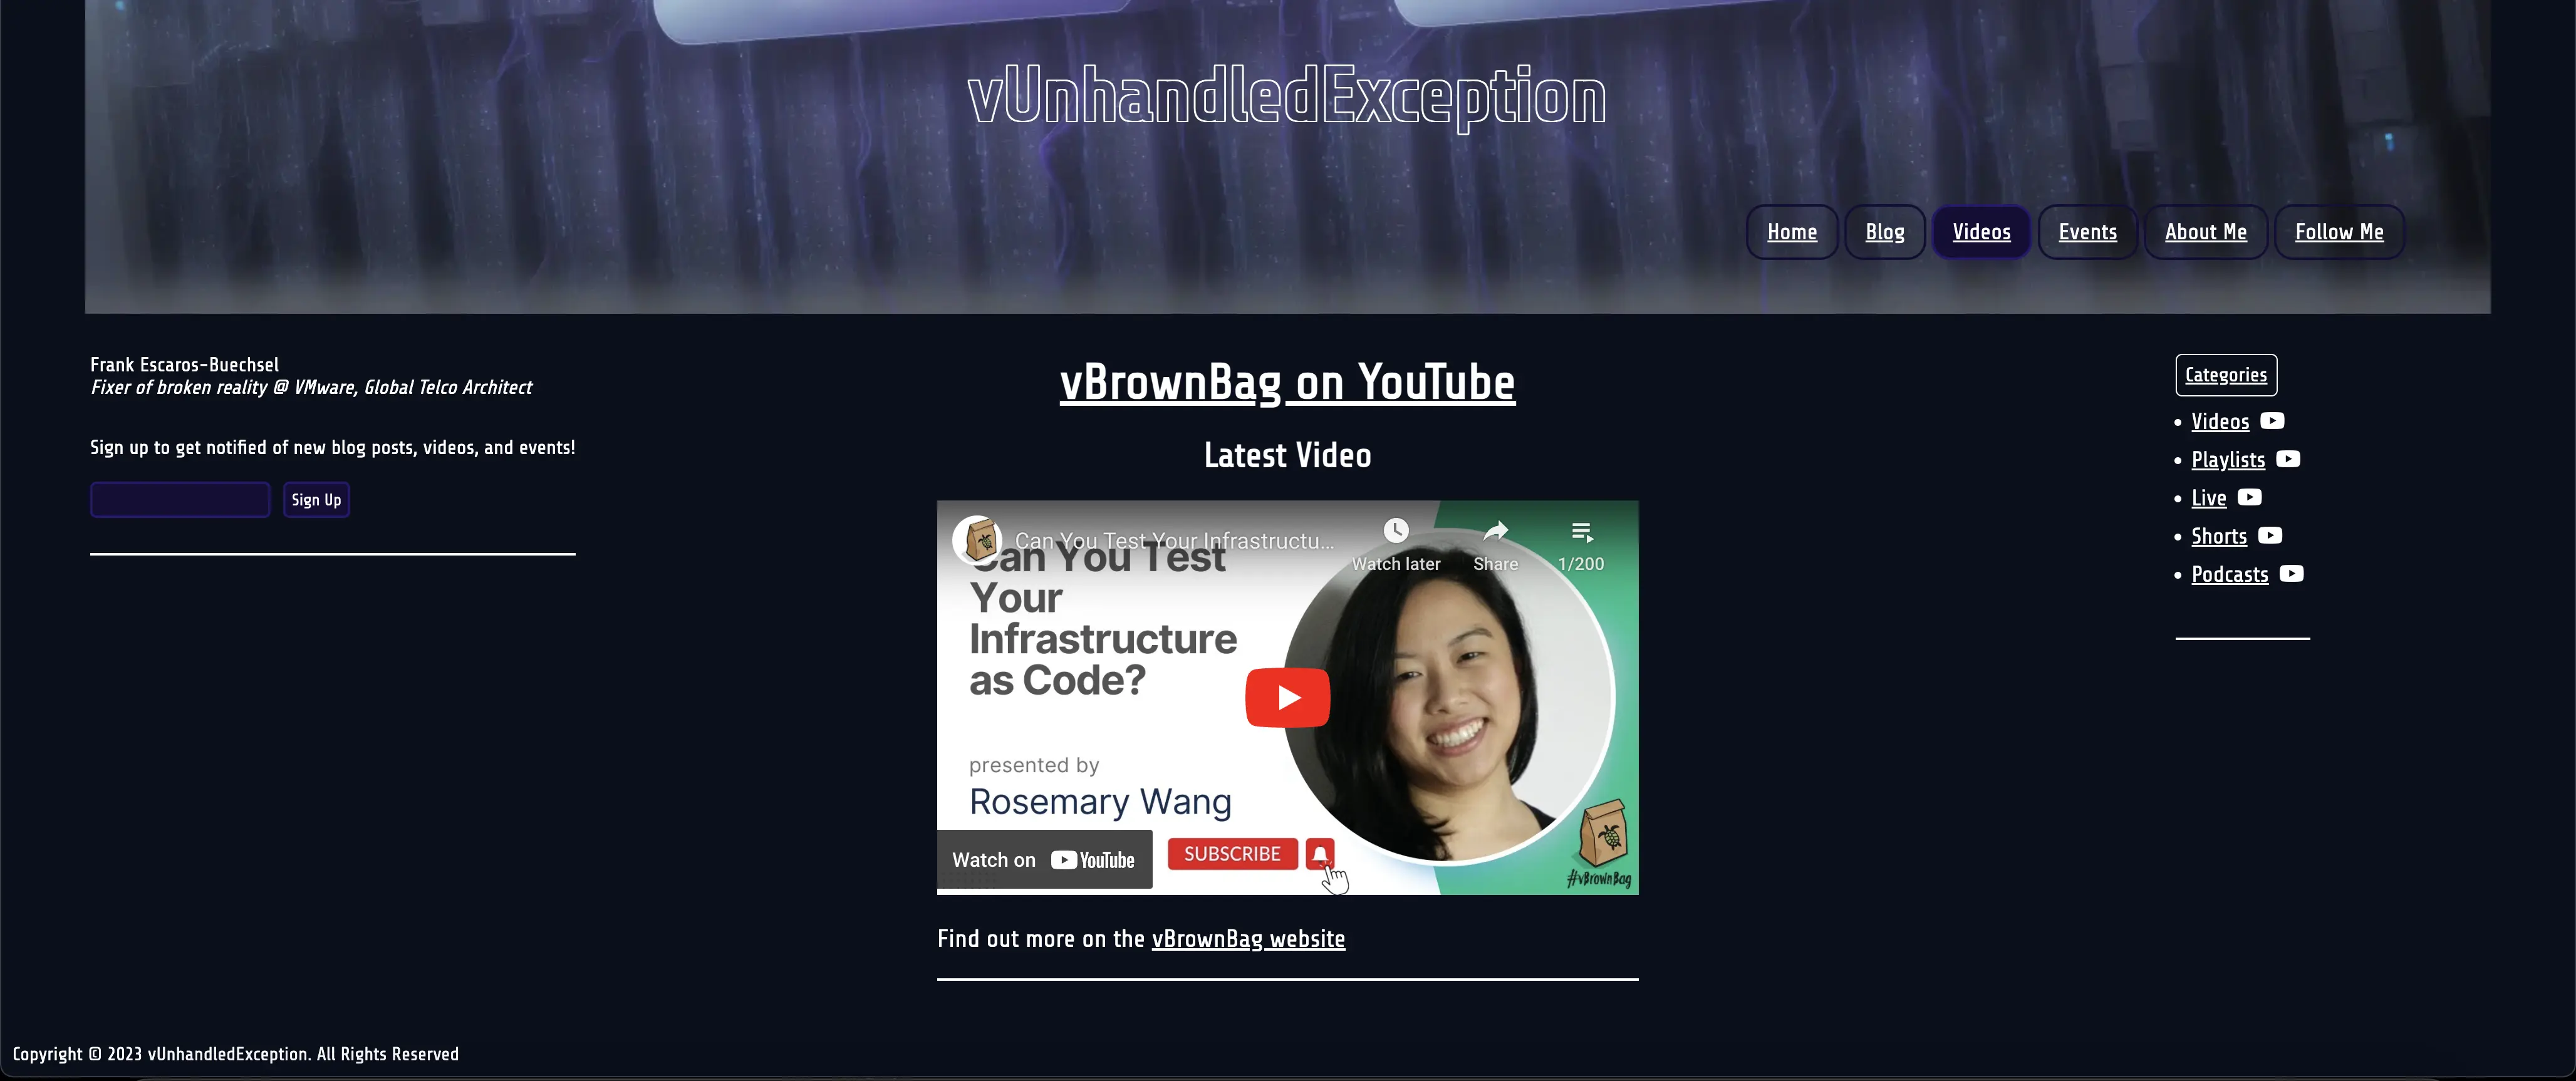 vUnhandledException
Home
Blog
Videos
Events
About Me
Follow Me
Frank Escaros-Buechsel
Fixer of broken reality @ VMware, Global Telco Architect
Sign up to get notified of new blog posts, videos, and events!
Sign Up
vBrownBag on YouTube
Latest Video
Can You Test Your Infrastructu...
Watch later
Share
1/200
Can You Test
Your
Infrastructure
as Code?
presented by
Rosemary Wang
Watch on YouTube
SUBSCRIBE
#vBrownBag
Find out more on the vBrownBag website
Categories
Videos
Playlists
Live
Shorts
Podcasts
Copyright © 2023 vUnhandledException. All Rights Reserved